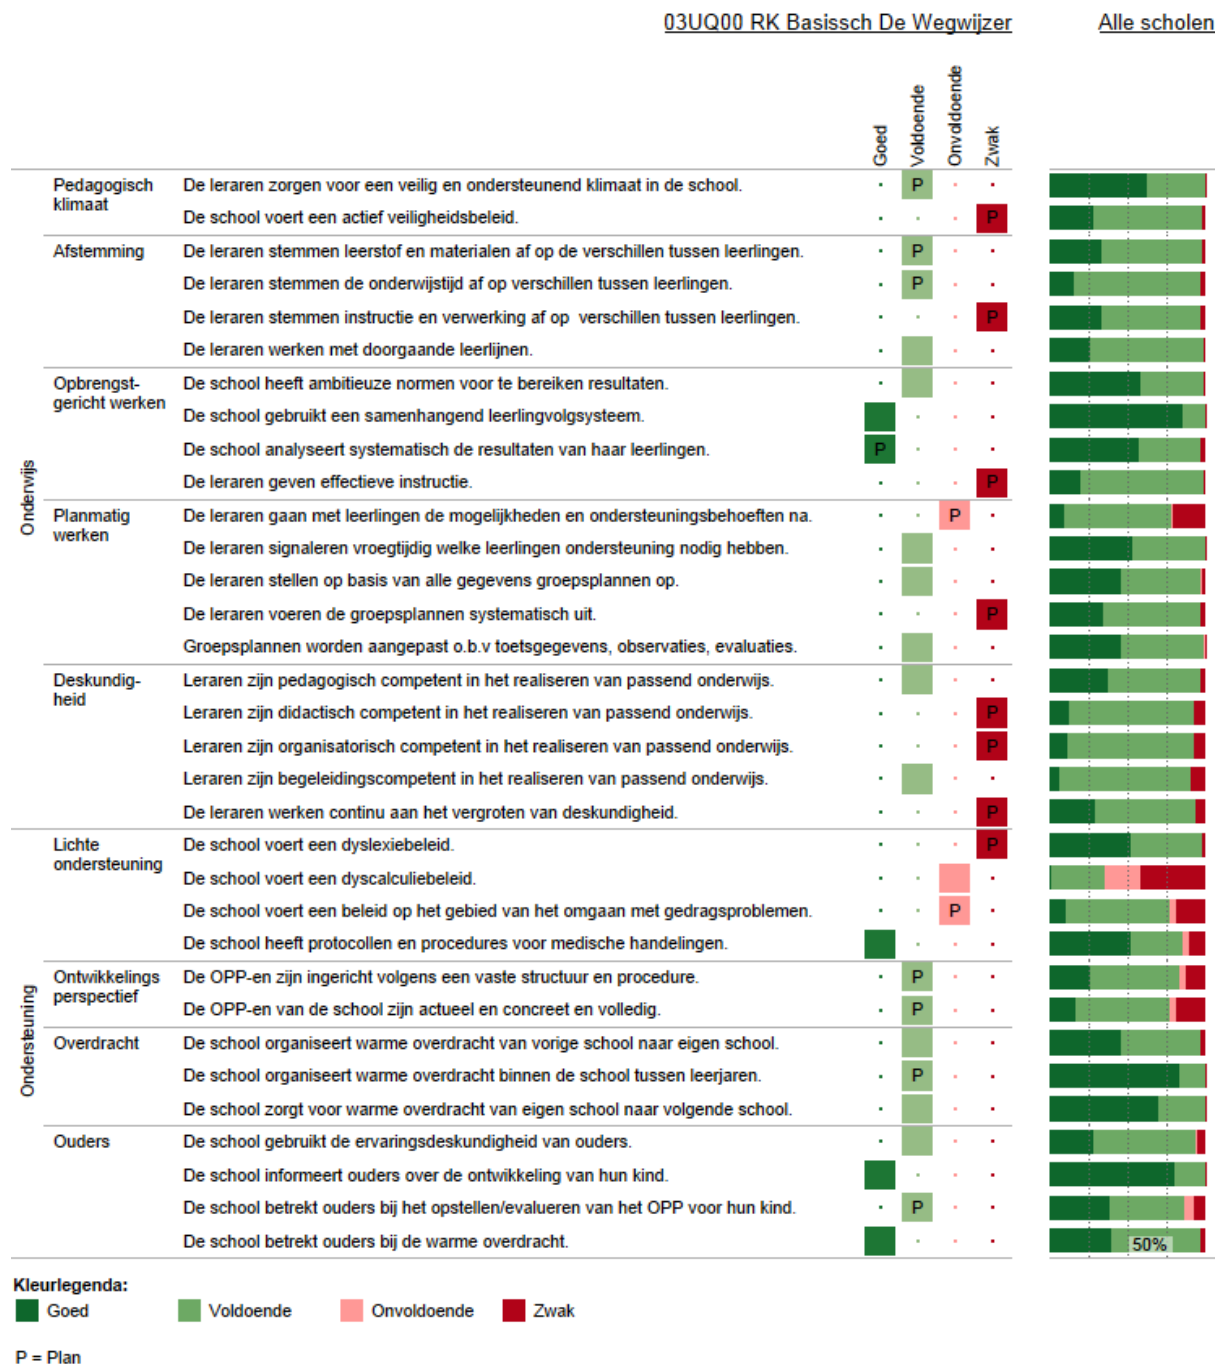 03UQ00 RK Basissch De Wegwijzer Alle scholen
Goed Voldoende Onvoldoende Zwak
Onderwijs
Pedagogisch klimaat
De leraren zorgen voor een veilig en ondersteunend klimaat in de school. P
De school voert een actief veiligheidsbeleid. P
Afstemming
De leraren stemmen leerstof en materialen af op de verschillen tussen leerlingen. P
De leraren stemmen de onderwijstijd af op verschillen tussen leerlingen. P
De leraren stemmen instructie en verwerking af op verschillen tussen leerlingen. P
De leraren werken met doorgaande leerlijnen.
Opbrengst-
gericht werken
De school heeft ambitieuze normen voor te bereiken resultaten.
De school gebruikt een samenhangend leerlingvolgsysteem.
De school analyseert systematisch de resultaten van haar leerlingen. P
De leraren geven effectieve instructie. P
Planmatig
werken
De leraren gaan met leerlingen de mogelijkheden en ondersteuningsbehoeften na. P
De leraren signaleren vroegtijdig welke leerlingen ondersteuning nodig hebben.
De leraren stellen op basis van alle gegevens groepsplannen op.
De leraren voeren de groepsplannen systematisch uit. P
Groepsplannen worden aangepast o.b.v toetsgegevens, observaties, evaluaties.
Deskundig-
heid
Leraren zijn pedagogisch competent in het realiseren van passend onderwijs.
Leraren zijn didactisch competent in het realiseren van passend onderwijs. P
Leraren zijn organisatorisch competent in het realiseren van passend onderwijs. P
Leraren zijn begeleidingscompetent in het realiseren van passend onderwijs.
De leraren werken continu aan het vergroten van deskundigheid. P
Ondersteuning
Lichte
ondersteuning
De school voert een dyslexiebeleid. P
De school voert een dyscalculiebeleid.
De school voert een beleid op het gebied van het omgaan met gedragsproblemen. P
De school heeft protocollen en procedures voor medische handelingen.
Ontwikkelings
perspectief
De OPP-en zijn ingericht volgens een vaste structuur en procedure. P
De OPP-en van de school zijn actueel en concreet en volledig. P
Overdracht
De school organiseert warme overdracht van vorige school naar eigen school.
De school organiseert warme overdracht binnen de school tussen leerjaren. P
De school zorgt voor warme overdracht van eigen school naar volgende school.
Ouders
De school gebruikt de ervaringsdeskundigheid van ouders.
De school informeert ouders over de ontwikkeling van hun kind.
De school betrekt ouders bij het opstellen/evalueren van het OPP voor hun kind. P
De school betrekt ouders bij de warme overdracht. 50%
Kleurlegenda:
Goed Voldoende Onvoldoende Zwak
P = Plan